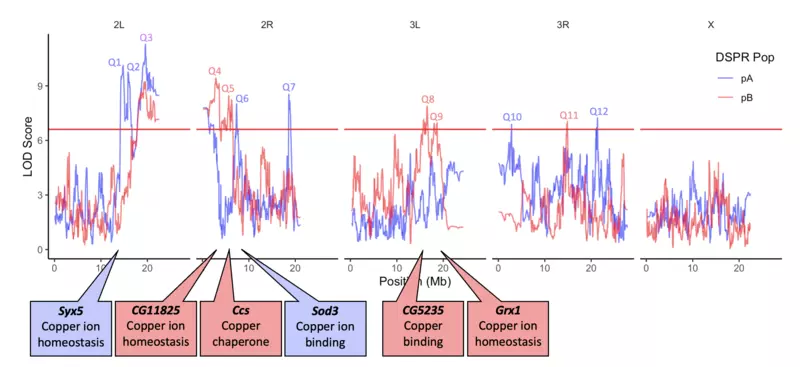 2L 2R 3L 3R X
Q1 Q2 Q3 Q4 Q5 Q6 Q7 Q8 Q9 Q10 Q11 Q12
DSPR Pop
pA
pB
LOD Score
9
6
3
0
0 10 20 0 10 20 0 10 20 0 10 20 0 10 20
Position (Mb)
Syx5
Copper ion
homeostasis
CG11825
Copper ion
homeostasis
Ccs
Copper
chaperone
Sod3
Copper ion
binding
CG5235
Copper
binding
Grx1
Copper ion
homeostasis